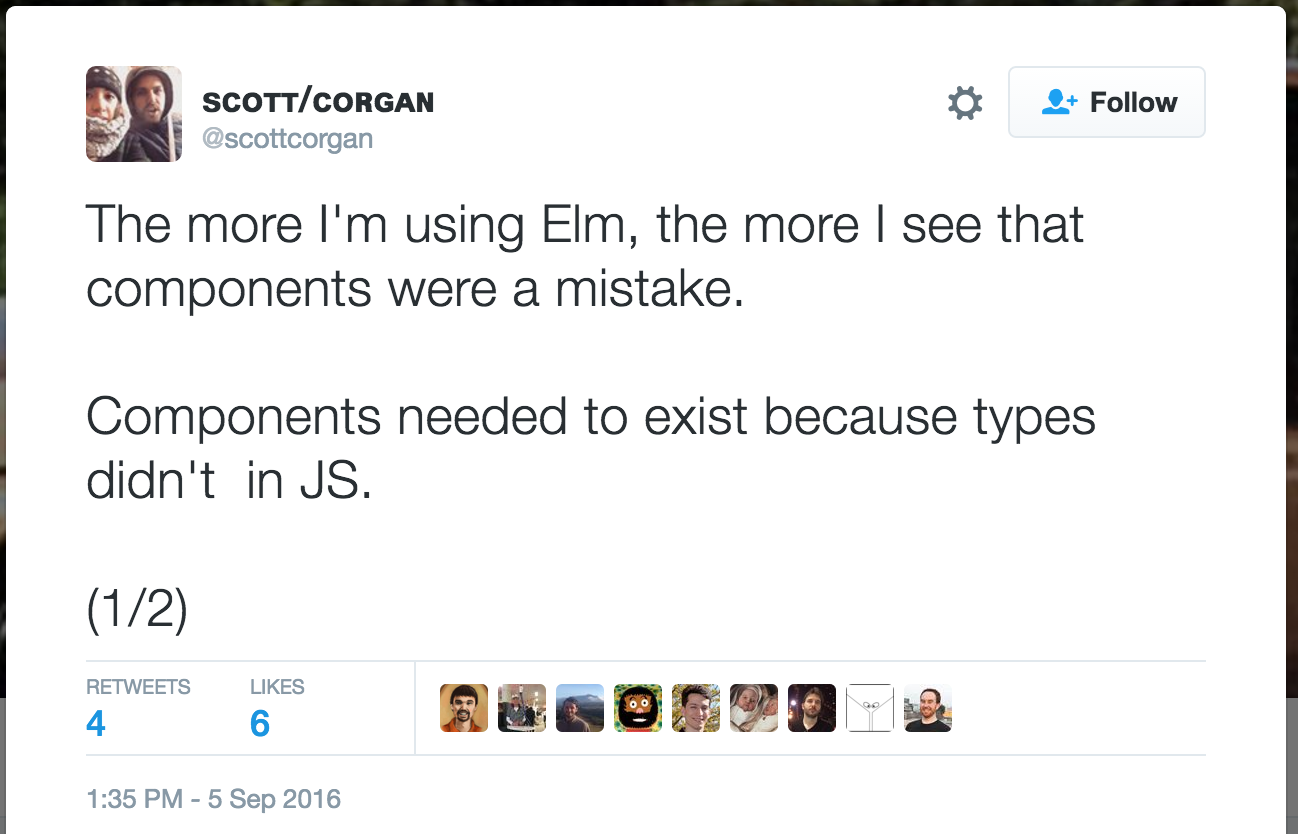 SCOTT/CORGAN
@scottcorgan
Follow
The more I'm using Elm, the more I see that
components were a mistake.
Components needed to exist because types
didn't  in JS.
(1/2)
RETWEETS
4
LIKES
6
1:35 PM - 5 Sep 2016